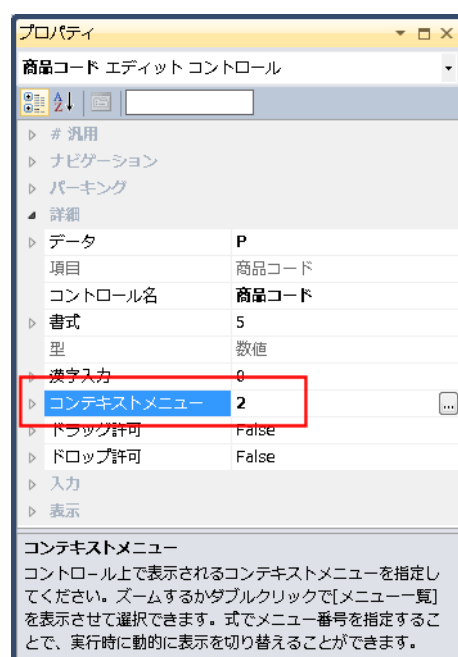 プロパティ
商品コード エディット コントロール
# 汎用
ナビゲーション
パーキング
詳細
データ P
項目 商品コード
コントロール名 商品コード
書式 5
型 数値
漢字入力 0
コンテキストメニュー 2 ...
ドラッグ許可 False
ドロップ許可 False
入力
表示
コンテキストメニュー
コントロール上で表示されるコンテキストメニューを指定し
てください。ズームするかダブルクリックで[メニュー一覧]
を表示させて選択できます。式でメニュー番号を指定するこ
とで、実行時に動的に表示を切り替えることができます。